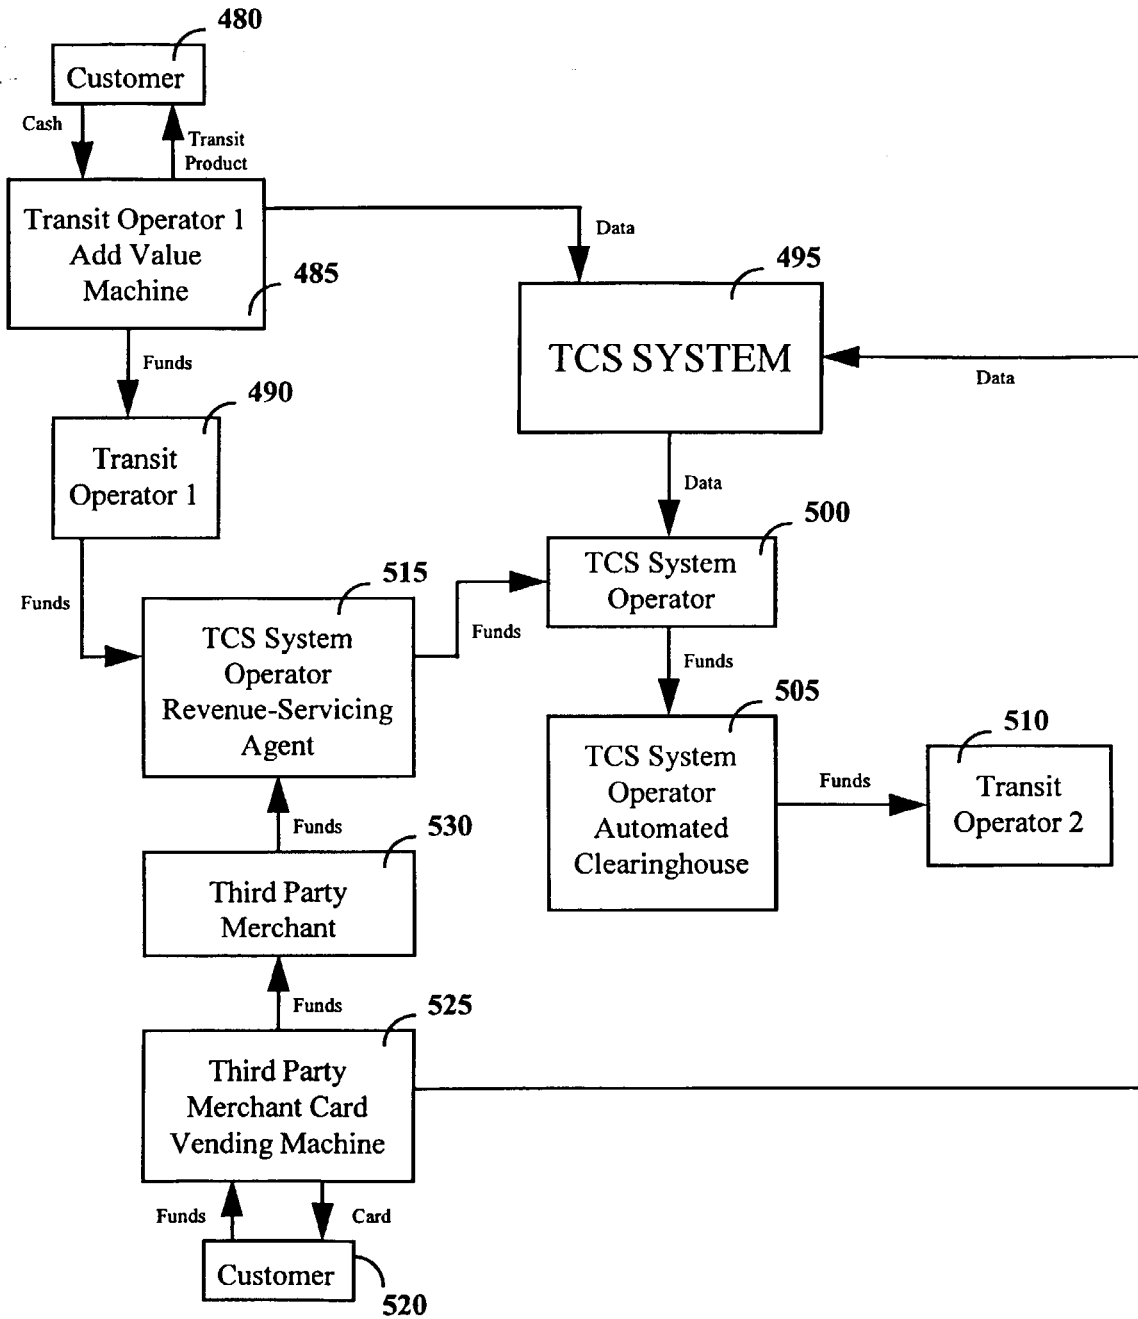 480
Customer
Cash
Transit
Product
Transit Operator 1
Add Value
Machine
485
Data
495
TCS SYSTEM
Data
Funds
490
Transit
Operator 1
Data
500
TCS System
Operator
Funds
515
TCS System
Operator
Revenue-Servicing
Agent
Funds
Funds
505
TCS System
Operator
Automated
Clearinghouse
Funds
510
Transit
Operator 2
Funds
530
Third Party
Merchant
Funds
525
Third Party
Merchant Card
Vending Machine
Funds
Card
Customer
520